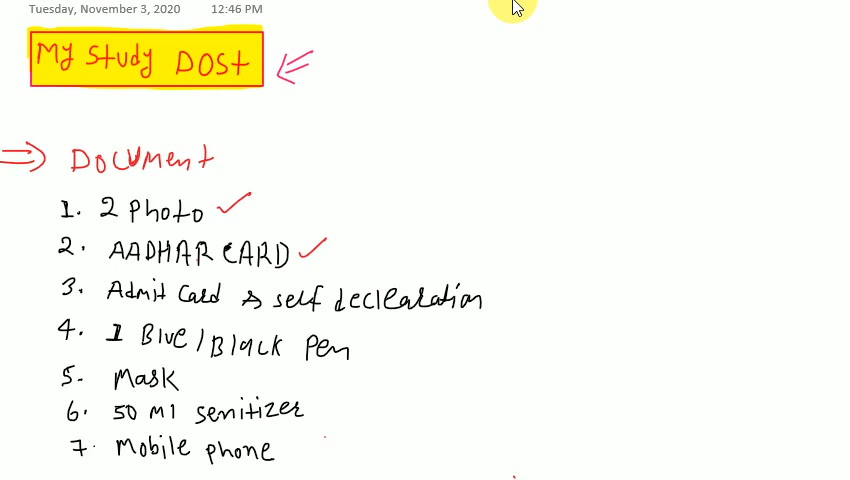 Tuesday, November 3, 2020 12:46 PM
My Study DOSt
DOCUMent
1. 2 Photo
2. AADHAR CARD
3. Admit Card & self declearation
4. 1 Blue/Black Pen
5. Mask
6. 50 Ml senitizer
7. Mobile phone